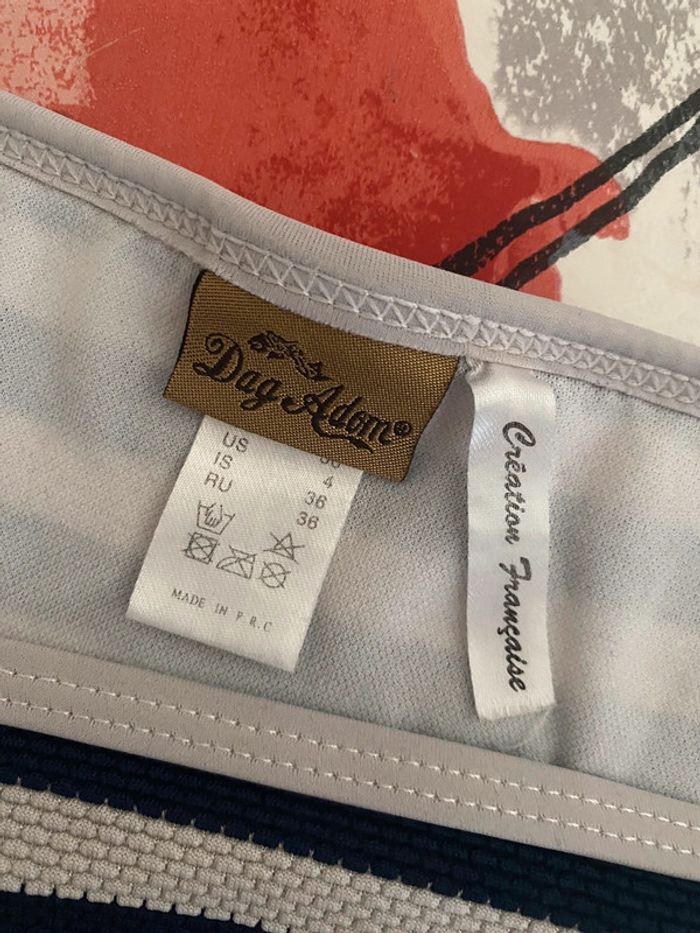 Dag Adom®
US
IS 4
RU 36
36
MADE IN P.R.C
Création Française